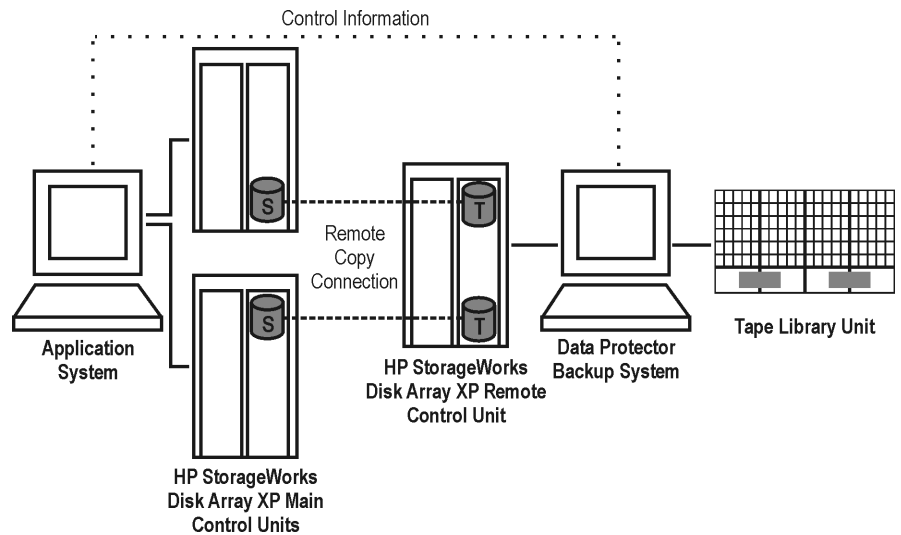 Control Information
S
T
Remote
Copy
Connection
S
T
Application
System
HP StorageWorks
Disk Array XP Main
Control Units
HP StorageWorks
Disk Array XP Remote
Control Unit
Data Protector
Backup System
Tape Library Unit